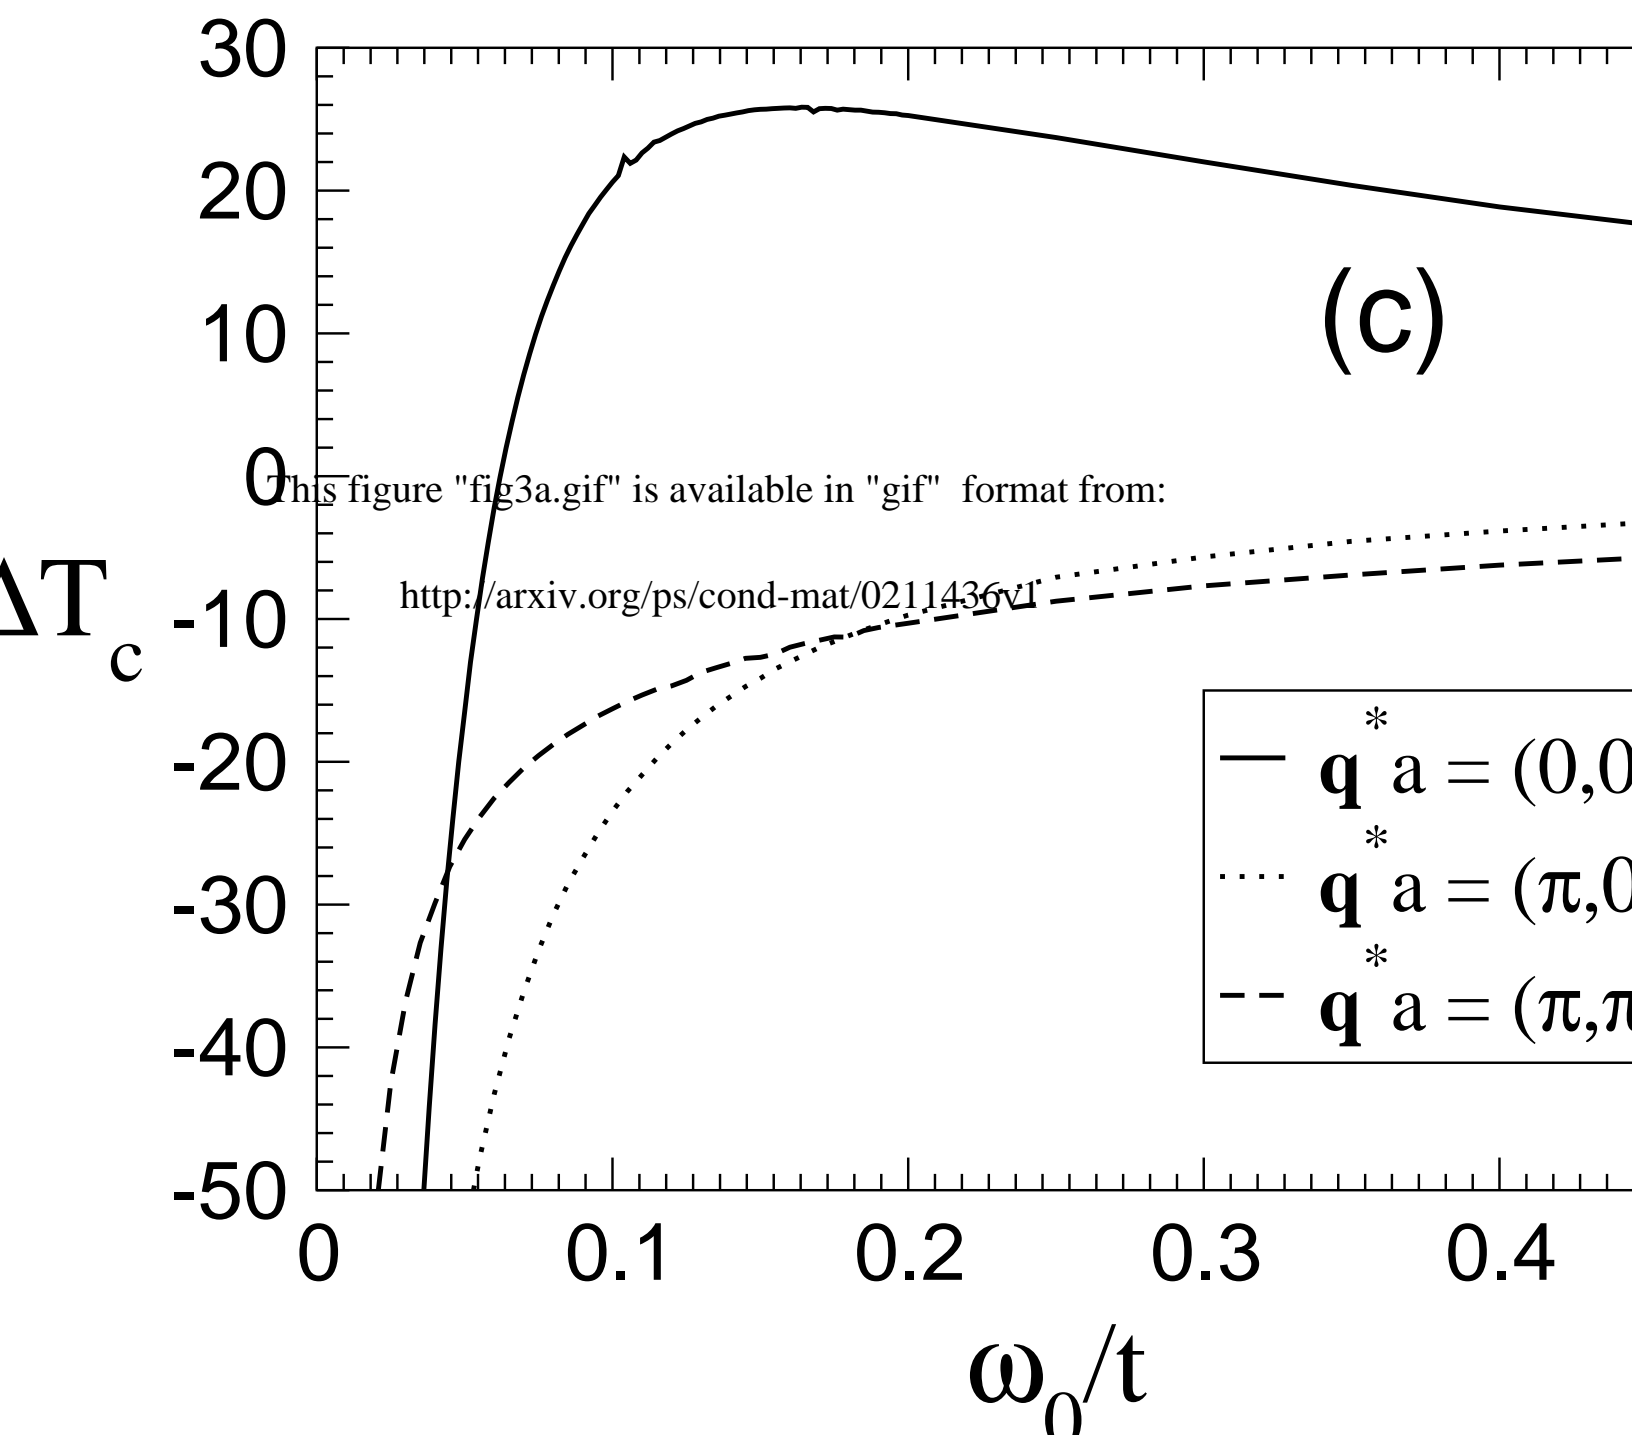 30
20
(c)
10
0
This figure "fig3a.gif" is available in "gif" format from:
ΔT_c
http://arxiv.org/ps/cond-mat/0211436v1
-10
-20
-30
-40
-50
q*a = (0,0
q*a = (π,0
q*a = (π,π
0 0.1 0.2 0.3 0.4
ω_0/t